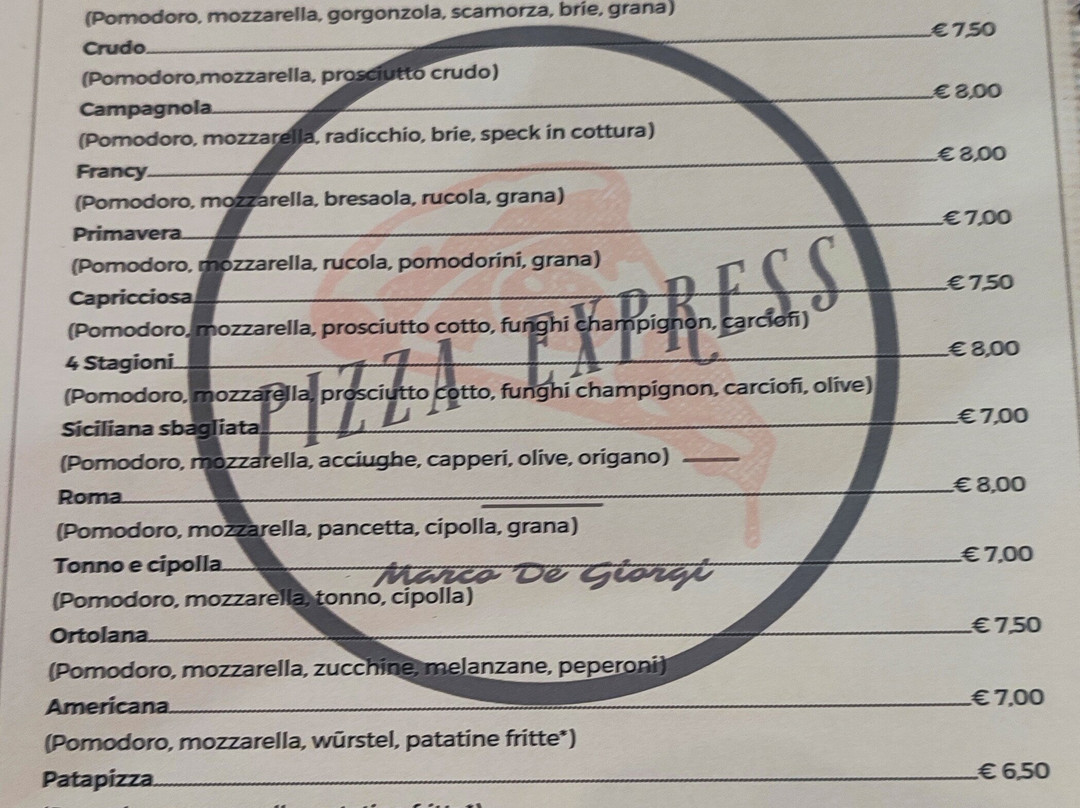 (Pomodoro, mozzarella, gorgonzola, scamorza, brie, grana)
Crudo € 7,50
(Pomodoro,mozzarella, prosciutto crudo)
Campagnola € 8,00
(Pomodoro, mozzarella, radicchio, brie, speck in cottura)
Francy € 8,00
(Pomodoro, mozzarella, bresaola, rucola, grana)
Primavera € 7,00
(Pomodoro, mozzarella, rucola, pomodorini, grana)
Capricciosa € 7,50
(Pomodoro, mozzarella, prosciutto cotto, funghi champignon, carciofi)
4 Stagioni € 8,00
(Pomodoro, mozzarella, prosciutto cotto, funghi champignon, carciofi, olive)
Siciliana sbagliata € 7,00
(Pomodoro, mozzarella, acciughe, capperi, olive, origano)
Roma € 8,00
(Pomodoro, mozzarella, pancetta, cipolla, grana)
Tonno e cipolla € 7,00
(Pomodoro, mozzarella, tonno, cipolla)
Ortolana € 7,50
(Pomodoro, mozzarella, zucchine, melanzane, peperoni)
Americana € 7,00
(Pomodoro, mozzarella, würstel, patatine fritte*)
Patapizza € 6,50
PIZZA EXPRESS
Marco De Giorgi